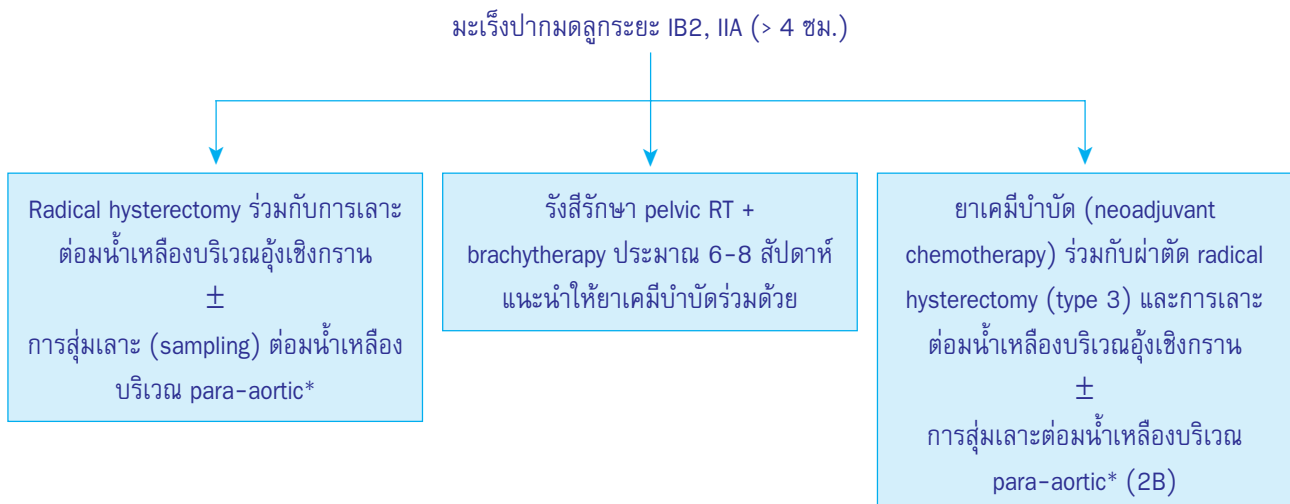 มะเร็งปากมดลูกระยะ IB2, IIA (> 4 ซม.)
Radical hysterectomy ร่วมกับการเลาะ
ต่อมน้ำเหลืองบริเวณอุ้งเชิงกราน
±
การสุ่มเลาะ (sampling) ต่อมน้ำเหลือง
บริเวณ para-aortic*
รังสีรักษา pelvic RT +
brachytherapy ประมาณ 6-8 สัปดาห์
แนะนำให้ยาเคมีบำบัดร่วมด้วย
ยาเคมีบำบัด (neoadjuvant
chemotherapy) ร่วมกับผ่าตัด radical
hysterectomy (type 3) และการเลาะ
ต่อมน้ำเหลืองบริเวณอุ้งเชิงกราน
±
การสุ่มเลาะต่อมน้ำเหลืองบริเวณ
para-aortic* (2B)